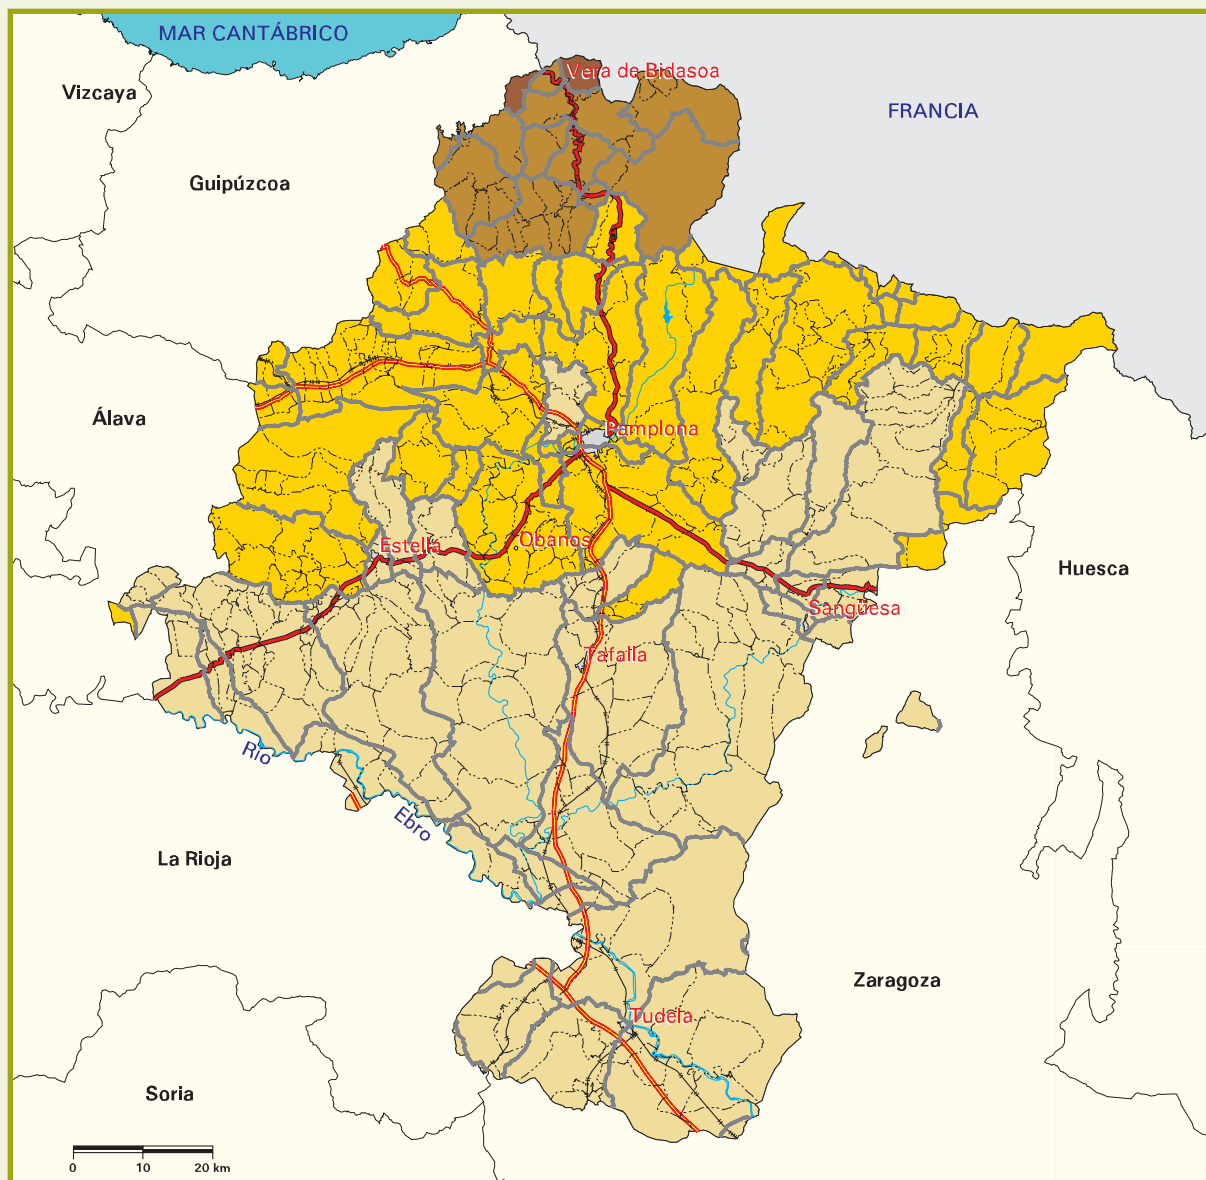 MAR CANTÁBRICO
Vera de Bidasoa
Vizcaya
FRANCIA
Guipúzcoa
Álava
Pamplona
Estella
Obanos
Huesca
Sangüesa
Tafalla
Río
Ebro
La Rioja
Zaragoza
Tudela
Soria
0 10 20 km